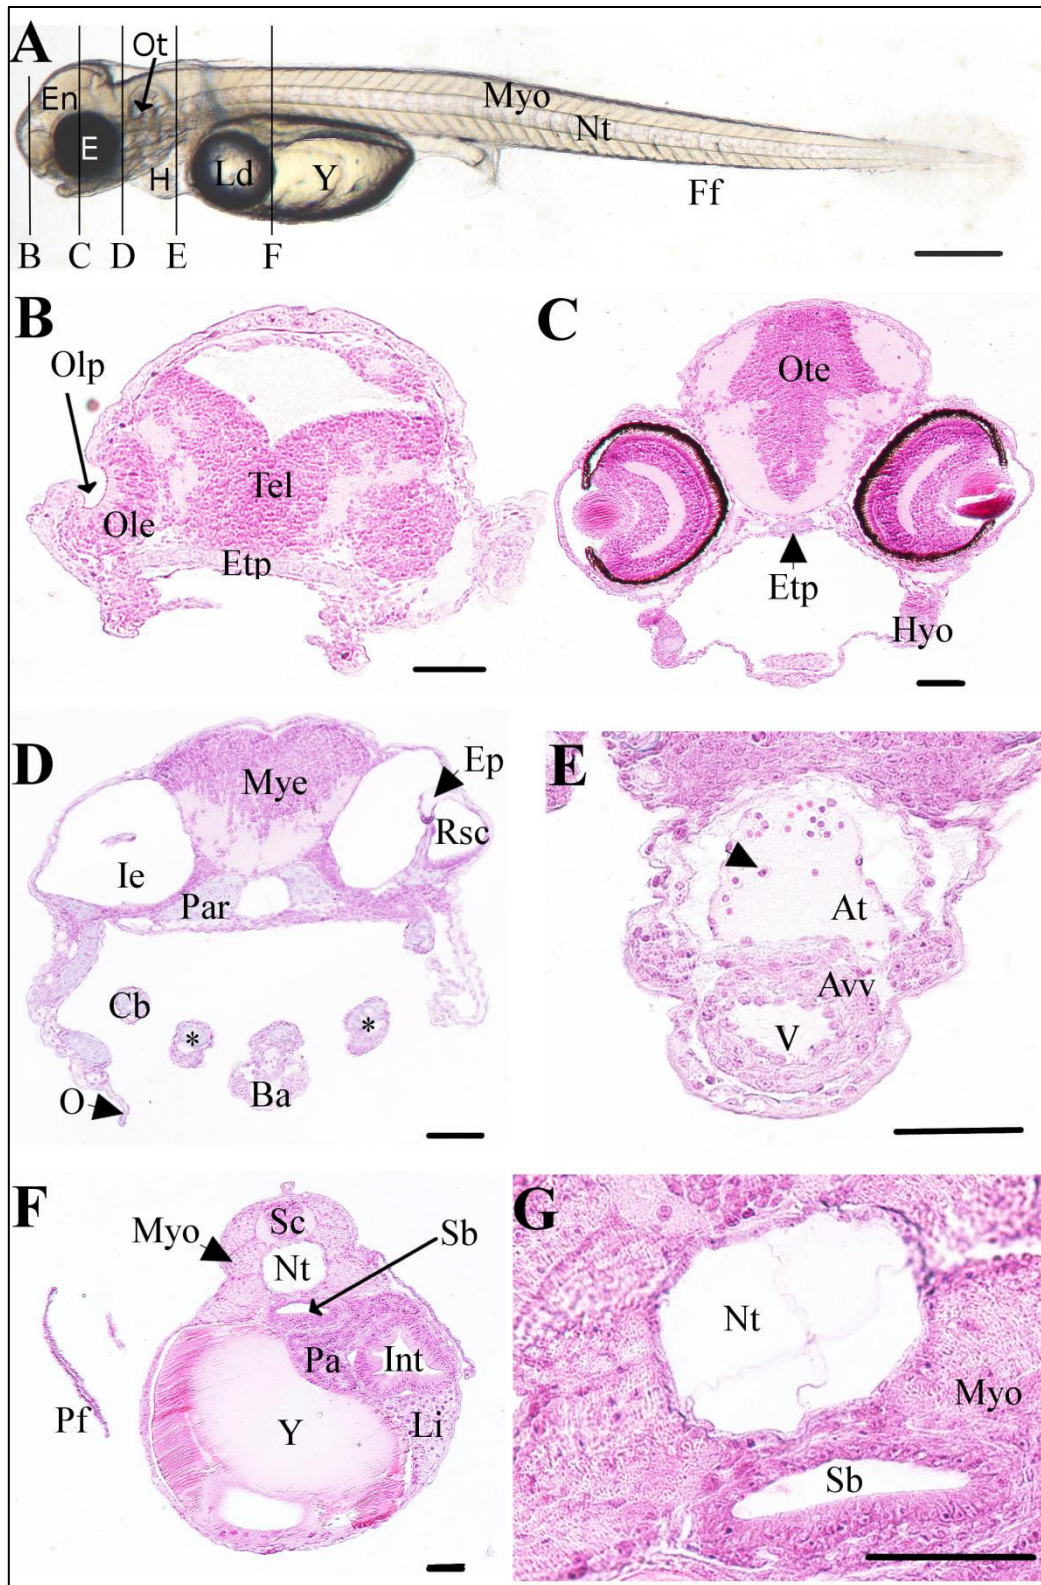 A
Ot
En
Myo
Nt
E
H
Ld
Y
Ff
B C D E F
B
Olp
Tel
Ole
Etp
C
Ote
Etp
Hyo
D
Mye
Ep
Rsc
Ie
Par
Cb
*
*
O
Ba
E
At
Avv
V
F
Sc
Myo
Sb
Nt
Pa
Int
Pf
Li
Y
G
Nt
Myo
Sb